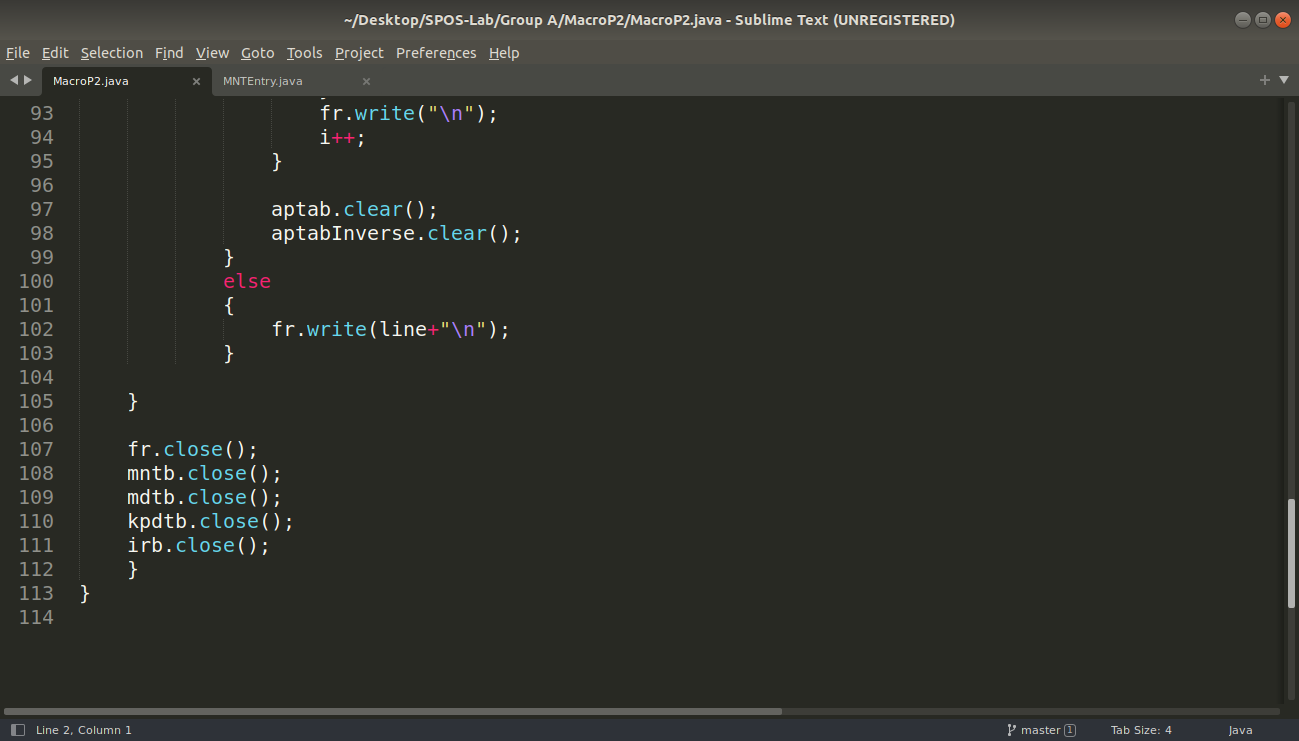 ~/Desktop/SPOS-Lab/Group A/MacroP2/MacroP2.java - Sublime Text (UNREGISTERED)
File Edit Selection Find View Goto Tools Project Preferences Help
MacroP2.java × MNTEntry.java ×
93 fr.write("\n");
94 i++;
95 }
96
97 aptab.clear();
98 aptabInverse.clear();
99 }
100 else
101 {
102 fr.write(line+"\n");
103 }
104
105 }
106
107 fr.close();
108 mntb.close();
109 mdtb.close();
110 kpdtb.close();
111 irb.close();
112 }
113 }
114
Line 2, Column 1 master 1 Tab Size: 4 Java